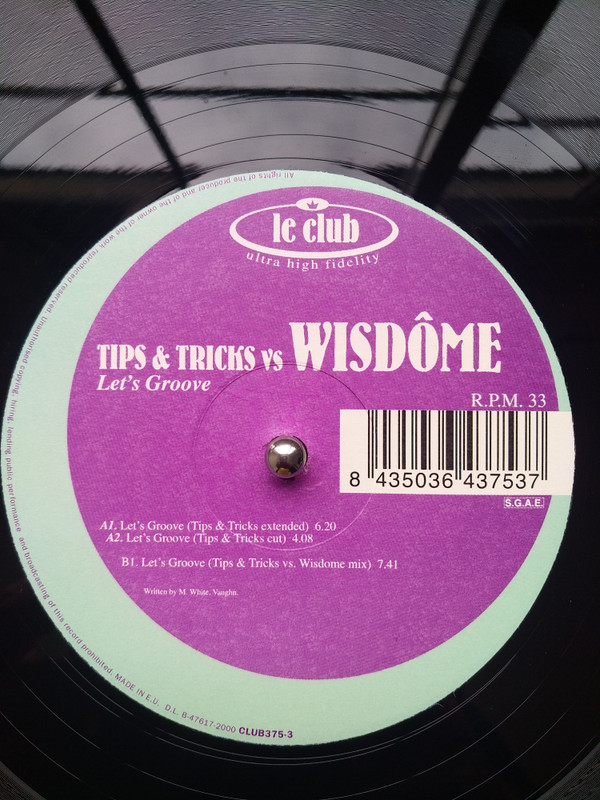 le club
ultra high fidelity
TIPS & TRICKS vs WISDÔME
Let's Groove
R.P.M. 33
8 435036 437537
S.G.A.E.
A1. Let's Groove (Tips & Tricks extended) 6.20
A2. Let's Groove (Tips & Tricks cut) 4.08
B1. Let's Groove (Tips & Tricks vs. Wisdome mix) 7.41
Written by M. White, Vaughn.
All rights of the producer and of the owner of the work reproduced reserved. Unauthorised copying, hiring, lending public performance and broadcasting of this record prohibited. MADE IN E.U. D.L. B-47617-2000 CLUB375-3